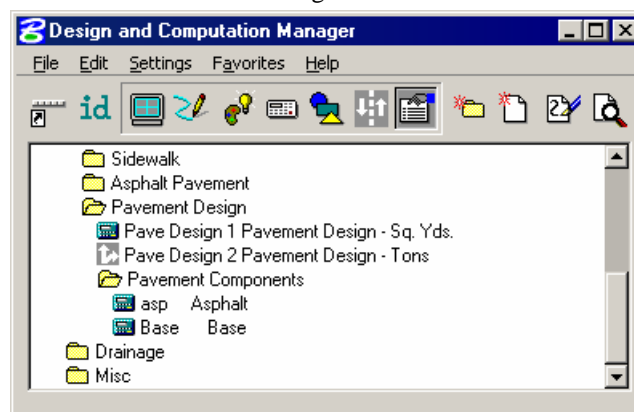 Design and Computation Manager
File Edit Settings Favorites Help
id
Sidewalk
Asphalt Pavement
Pavement Design
Pave Design 1 Pavement Design - Sq. Yds.
Pave Design 2 Pavement Design - Tons
Pavement Components
asp Asphalt
Base Base
Drainage
Misc